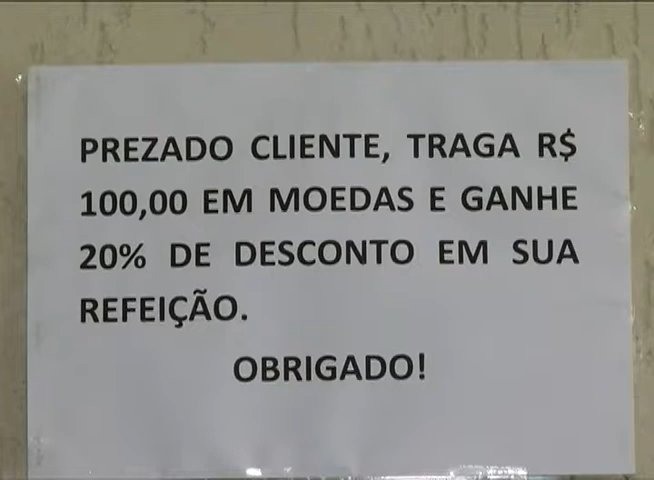 PREZADO CLIENTE, TRAGA R$
100,00 EM MOEDAS E GANHE
20% DE DESCONTO EM SUA
REFEIÇÃO.
OBRIGADO!